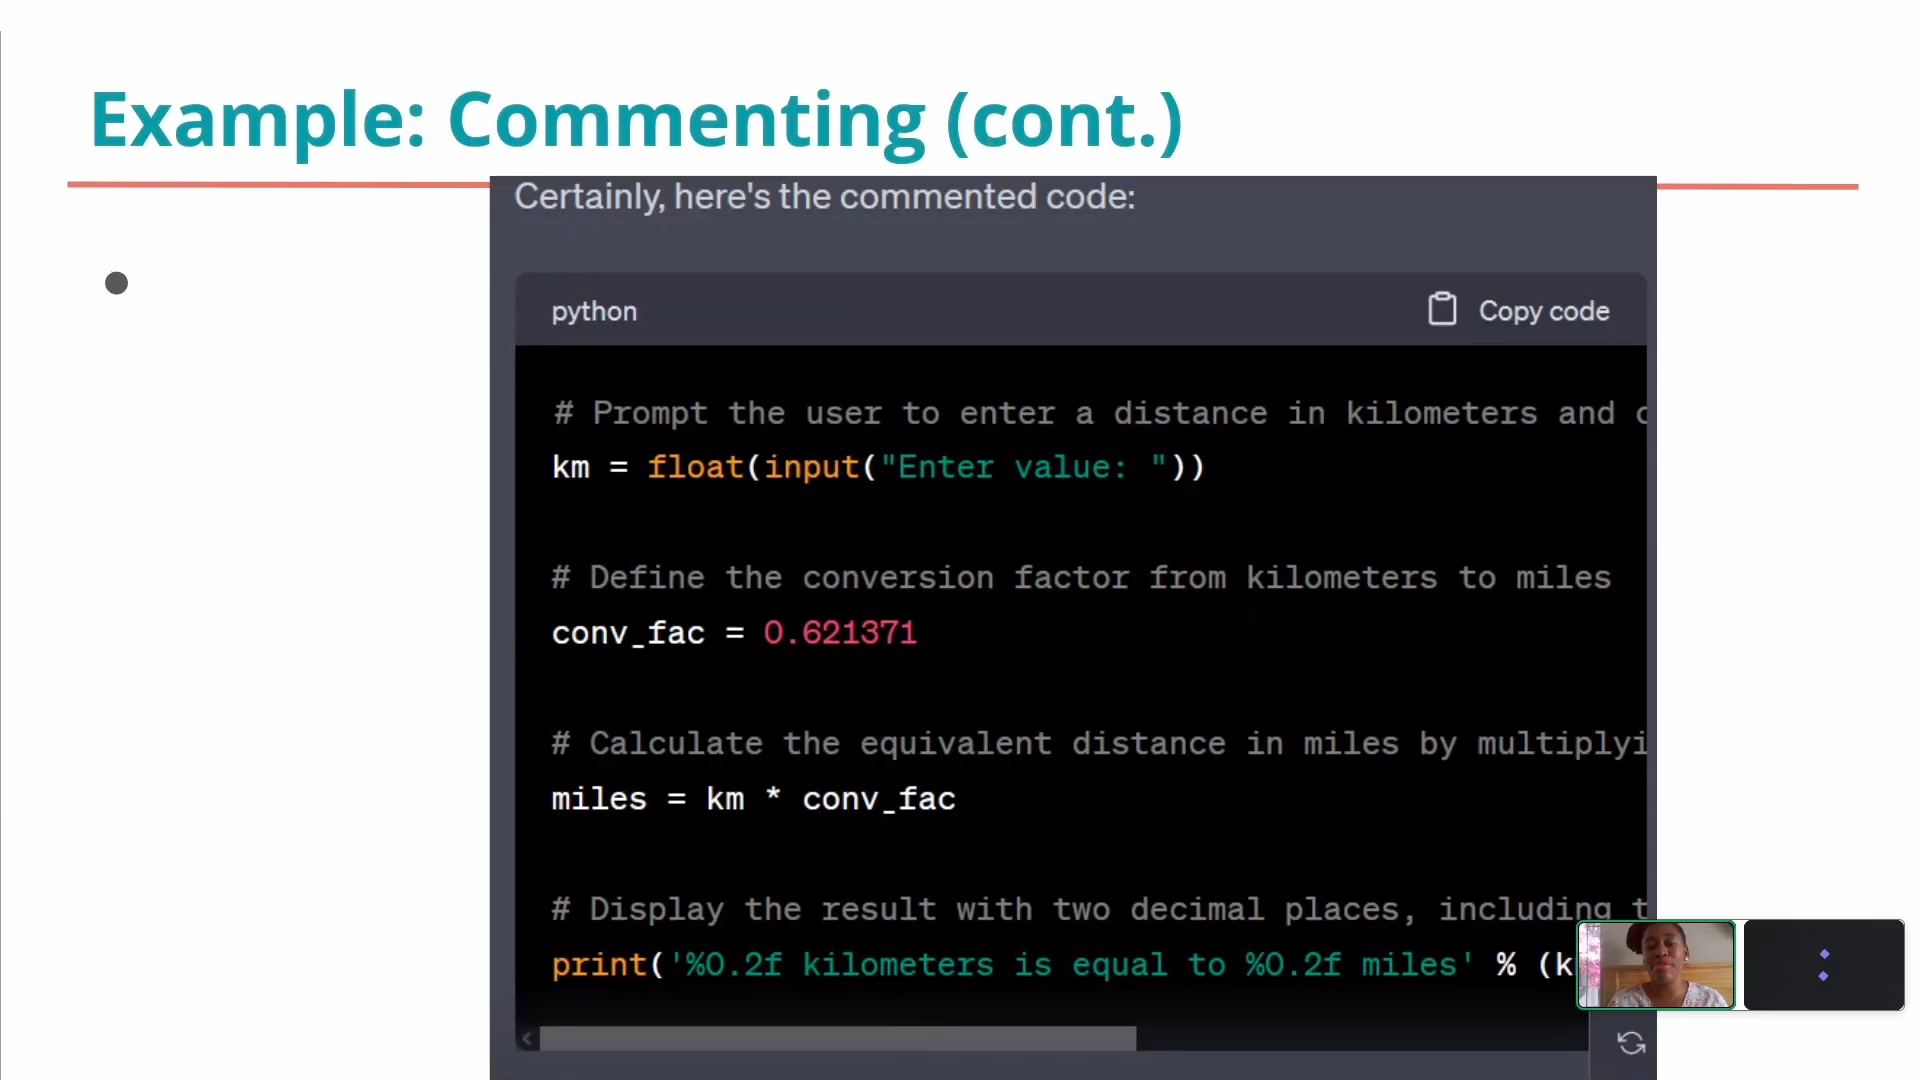 Example: Commenting (cont.)
Certainly, here's the commented code:
python
Copy code
# Prompt the user to enter a distance in kilometers and
km = float(input("Enter value: "))
# Define the conversion factor from kilometers to miles
conv_fac = 0.621371
# Calculate the equivalent distance in miles by multiplyi
miles = km * conv_fac
# Display the result with two decimal places, including t
print('%0.2f kilometers is equal to %0.2f miles' % (k